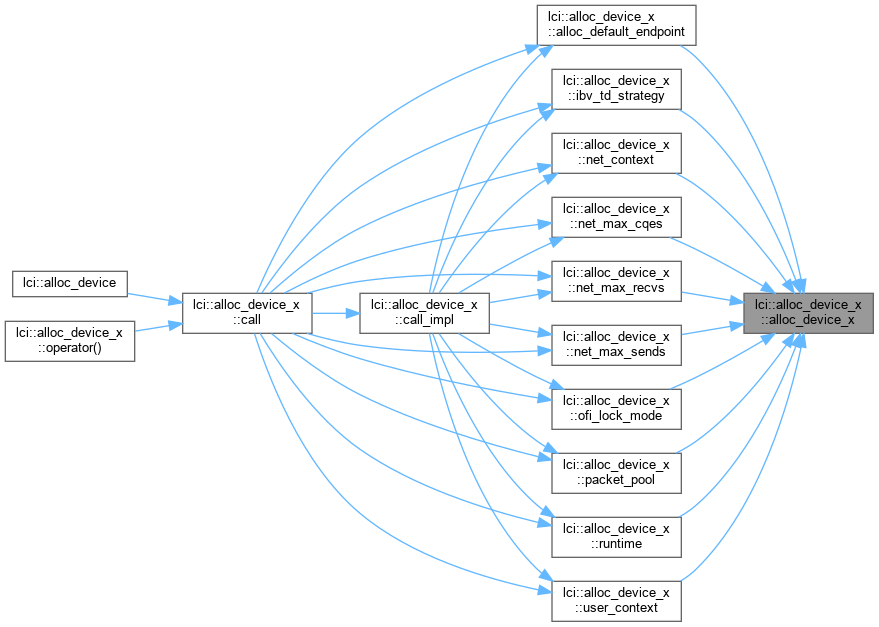 lci::alloc_device_x
::alloc_default_endpoint
lci::alloc_device_x
::ibv_td_strategy
lci::alloc_device_x
::net_context
lci::alloc_device_x
::net_max_cqes
lci::alloc_device_x
::net_max_recvs
lci::alloc_device_x
::net_max_sends
lci::alloc_device_x
::ofi_lock_mode
lci::alloc_device_x
::packet_pool
lci::alloc_device_x
::runtime
lci::alloc_device_x
::user_context
lci::alloc_device
lci::alloc_device_x
::operator()
lci::alloc_device_x
::call
lci::alloc_device_x
::call_impl
lci::alloc_device_x
::alloc_device_x